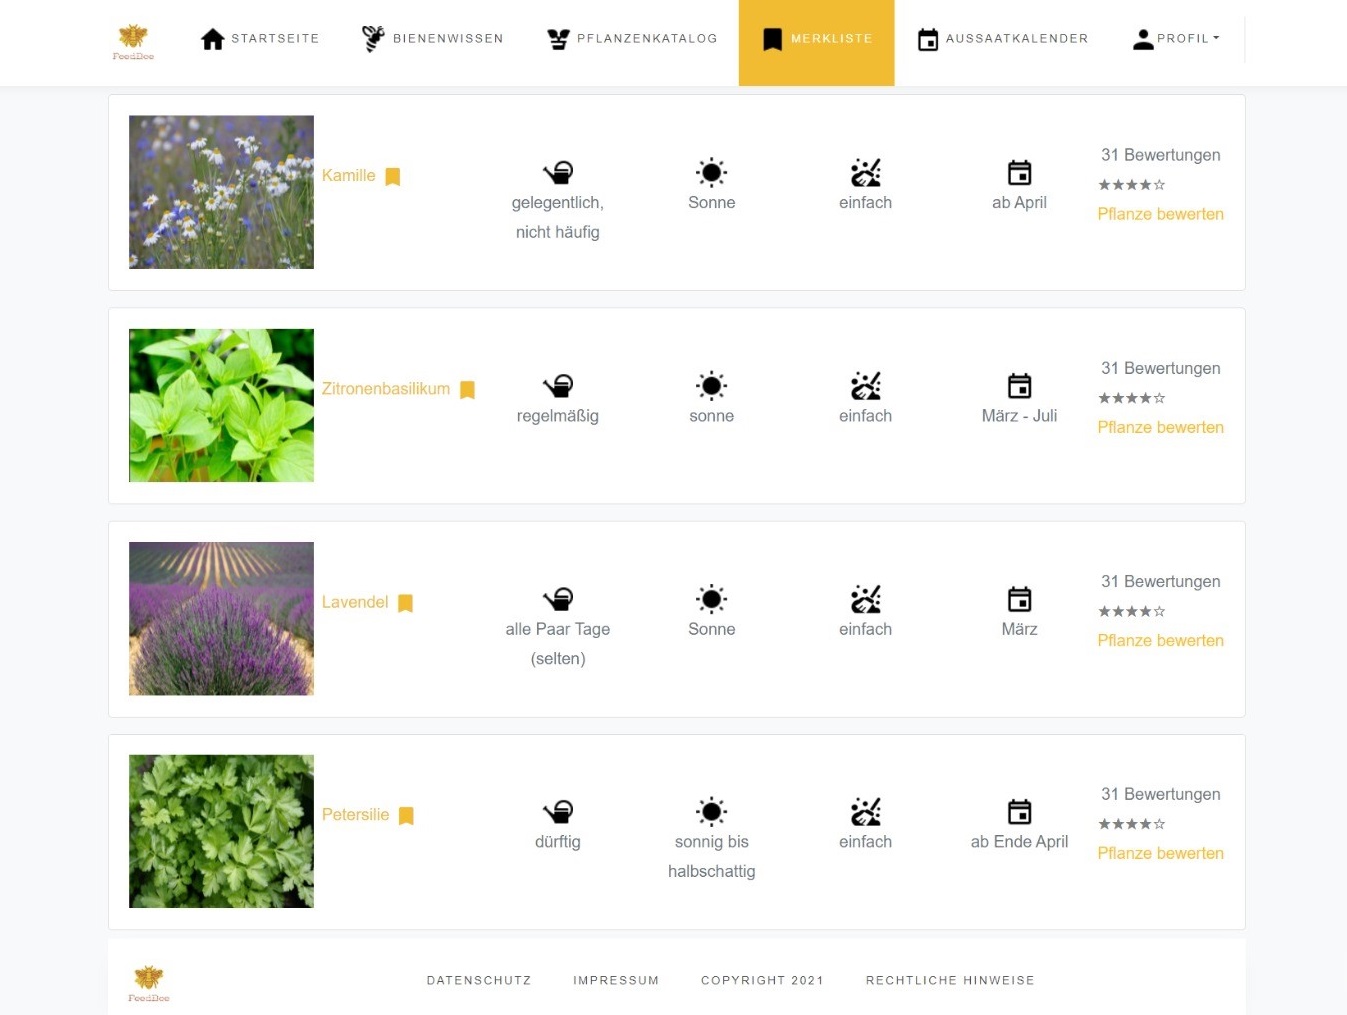 FeedBee
STARTSEITE
BIENENWISSEN
PFLANZENKATALOG
MERKLISTE
AUSSAATKALENDER
PROFIL
Kamille
gelegentlich,
nicht häufig
Sonne
einfach
ab April
31 Bewertungen
★★★★☆
Pflanze bewerten
Zitronenbasilikum
regelmäßig
sonne
einfach
März - Juli
31 Bewertungen
★★★★☆
Pflanze bewerten
Lavendel
alle Paar Tage
(selten)
Sonne
einfach
März
31 Bewertungen
★★★★☆
Pflanze bewerten
Petersilie
dürftig
sonnig bis
halbschattig
einfach
ab Ende April
31 Bewertungen
★★★★☆
Pflanze bewerten
FeedBee
DATENSCHUTZ
IMPRESSUM
COPYRIGHT 2021
RECHTLICHE HINWEISE